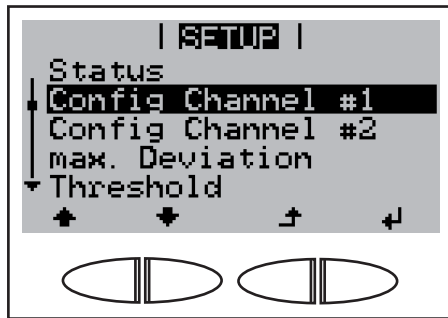 | SETUP |
Status
Config Channel #1
Config Channel #2
max. Deviation
Threshold